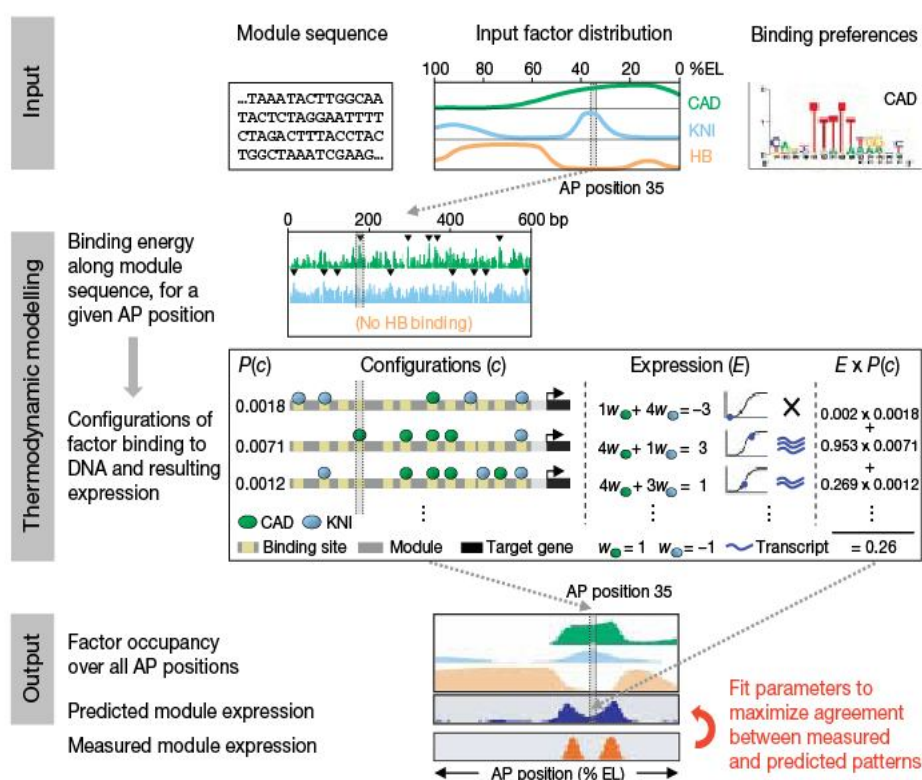 Input
Module sequence
...TAAATACTTGGCAA
TACTCTAGGAATTTT
CTAGACTTTACCTAC
TGGCTAAATCGAAG...
Input factor distribution
100 80 60 40 20 0 %EL
CAD
KNI
HB
AP position 35
Binding preferences
CAD
Thermodynamic modelling
Binding energy
along module
sequence, for a
given AP position
0 200 400 600 bp
(No HB binding)
Configurations of
factor binding to
DNA and resulting
expression
P(c) Configurations (c) Expression (E) E x P(c)
0.0018 1w + 4w = −3 0.002 x 0.0018
+
0.0071 4w + 1w = 3 0.953 x 0.0071
+
0.0012 4w + 3w = 1 0.269 x 0.0012
CAD KNI
Binding site Module Target gene w = 1 w = −1 Transcript = 0.26
AP position 35
Output
Factor occupancy
over all AP positions
Predicted module expression
Measured module expression
AP position (% EL)
Fit parameters to
maximize agreement
between measured
and predicted patterns